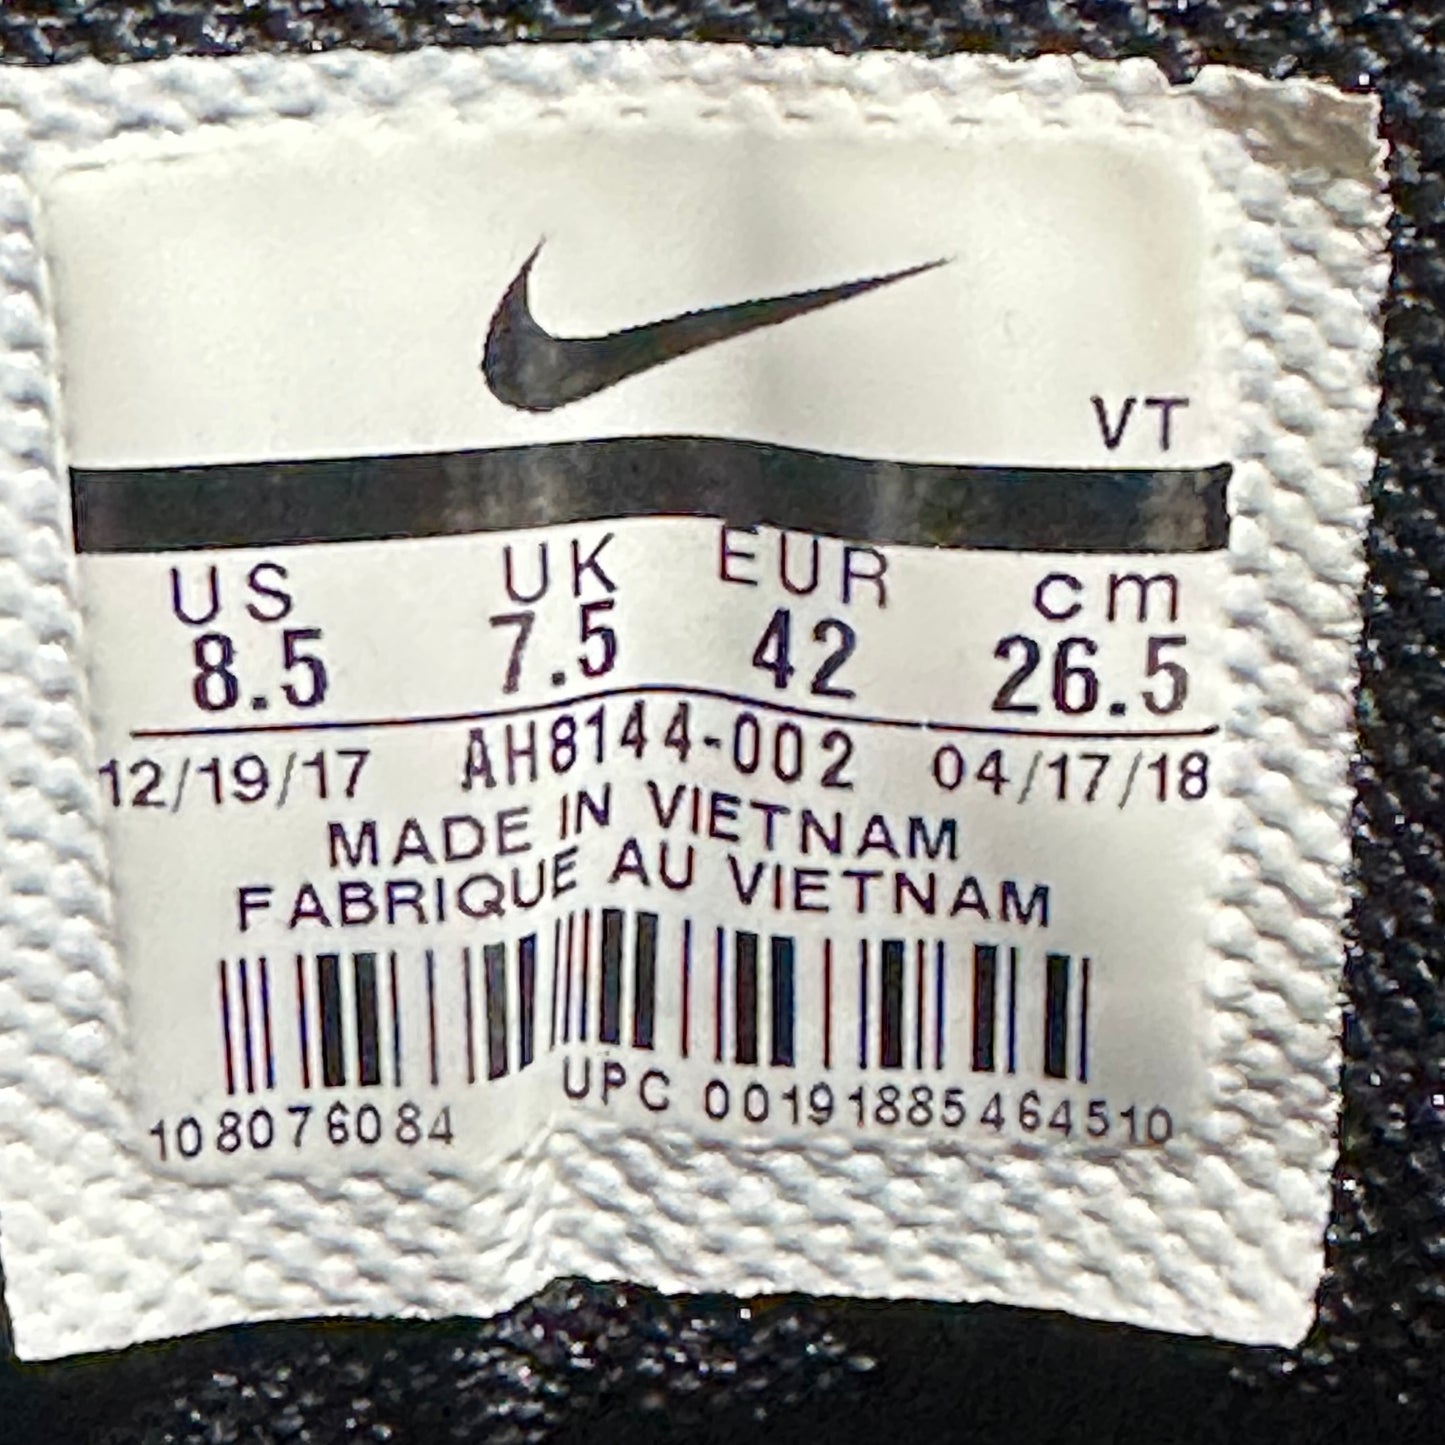 VT
US UK EUR cm
8.5 7.5 42 26.5
12/19/17 AH8144-002 04/17/18
MADE IN VIETNAM
FABRIQUE AU VIETNAM
108076084 UPC 00191885464510